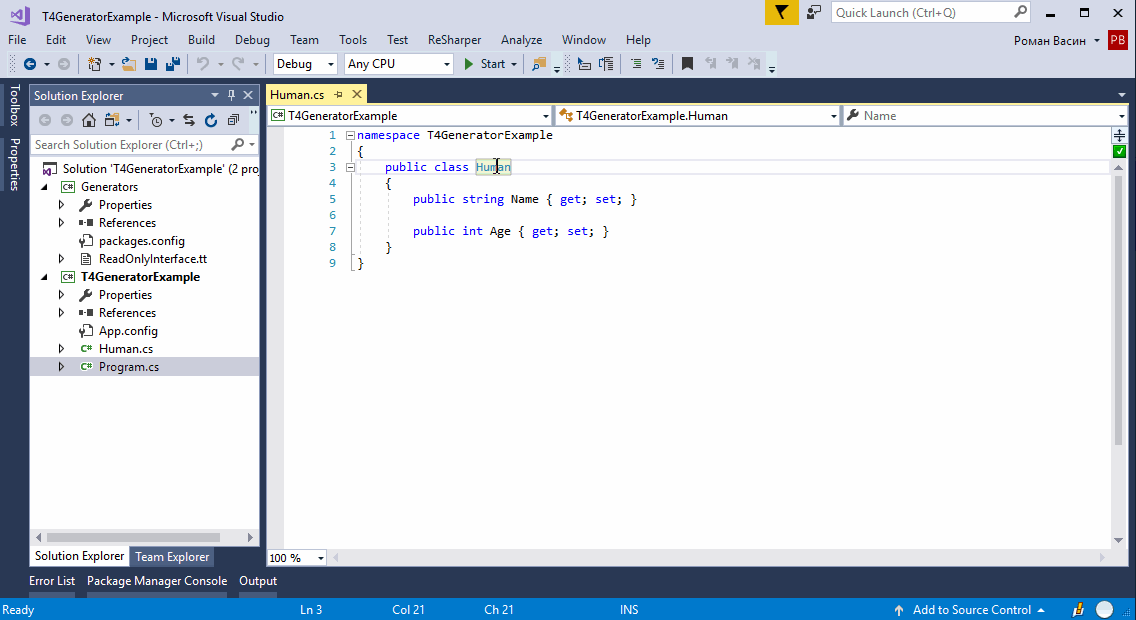 T4GeneratorExample - Microsoft Visual Studio
Quick Launch (Ctrl+Q)
File Edit View Project Build Debug Team Tools Test ReSharper Analyze Window Help
Роман Васин PB
Debug Any CPU Start
Toolbox
Properties
Solution Explorer
Search Solution Explorer (Ctrl+;)
Solution 'T4GeneratorExample' (2 proj
C# Generators
Properties
References
packages.config
ReadOnlyInterface.tt
C# T4GeneratorExample
Properties
References
App.config
C# Human.cs
C# Program.cs
Solution Explorer Team Explorer
Human.cs
C# T4GeneratorExample T4GeneratorExample.Human Name
1 namespace T4GeneratorExample
2 {
3 public class Human
4 {
5 public string Name { get; set; }
6
7 public int Age { get; set; }
8 }
9 }
100 %
Error List Package Manager Console Output
Ready Ln 3 Col 21 Ch 21 INS Add to Source Control